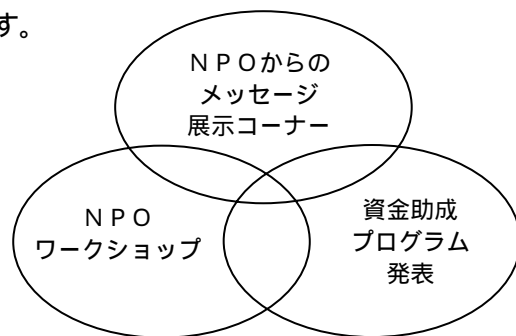 す。
ＮＰＯからの
メッセージ
展示コーナー
ＮＰＯ
ワークショップ
資金助成
プログラム
発表